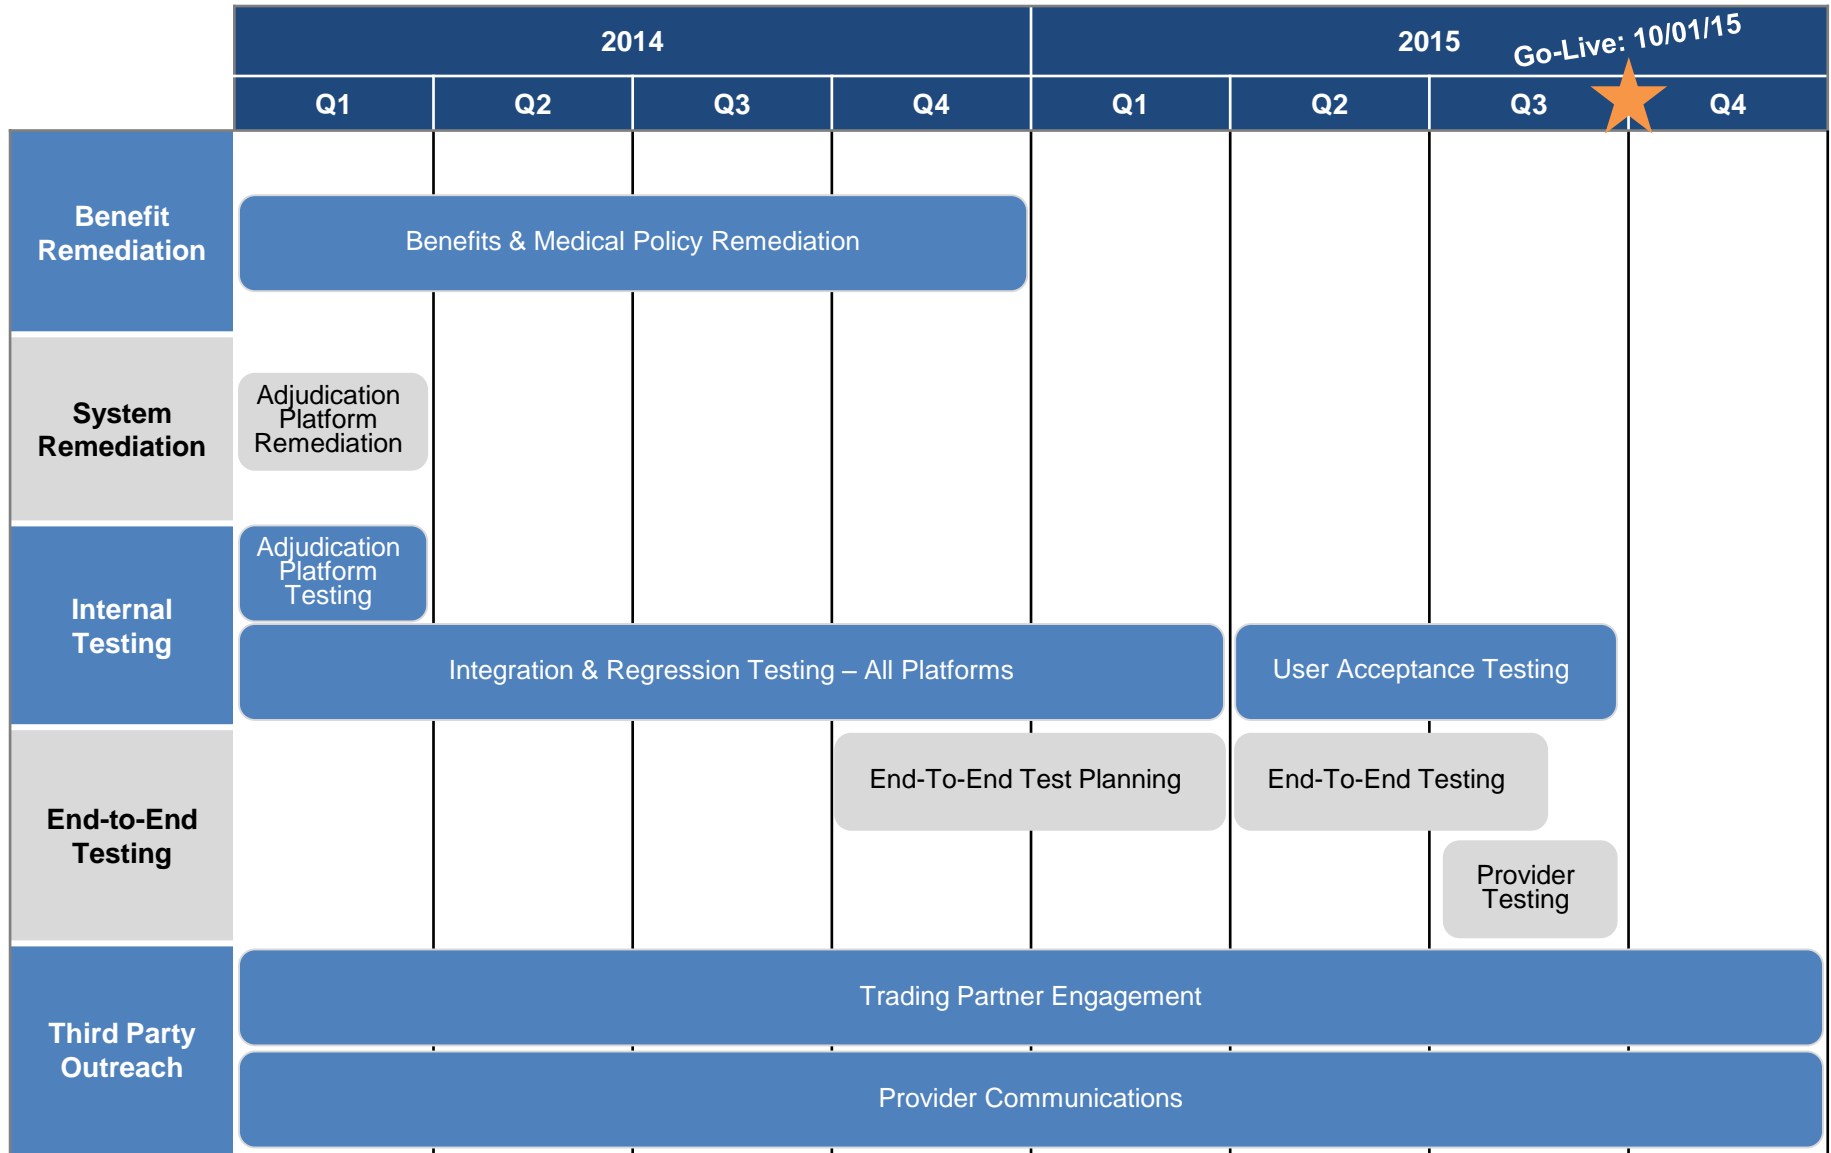 2014
2015
Go-Live: 10/01/15
Q1
Q2
Q3
Q4
Q1
Q2
Q3
Q4
Benefit
Remediation
Benefits & Medical Policy Remediation
System
Remediation
Adjudication
Platform
Remediation
Internal
Testing
Adjudication
Platform
Testing
Integration & Regression Testing – All Platforms
User Acceptance Testing
End-to-End
Testing
End-To-End Test Planning
End-To-End Testing
Provider
Testing
Third Party
Outreach
Trading Partner Engagement
Provider Communications